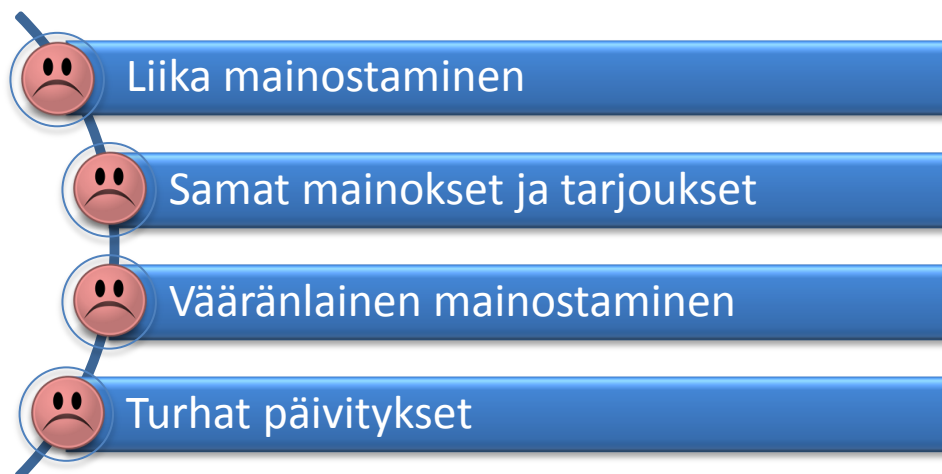 Liika mainostaminen
Samat mainokset ja tarjoukset
Vääränlainen mainostaminen
Turhat päivitykset